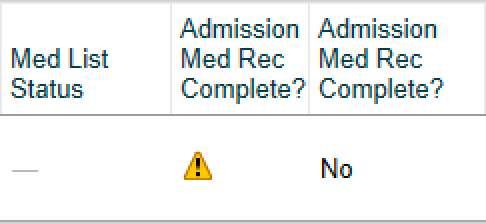 Med List
Status
Admission
Med Rec
Complete?
Admission
Med Rec
Complete?
—
No